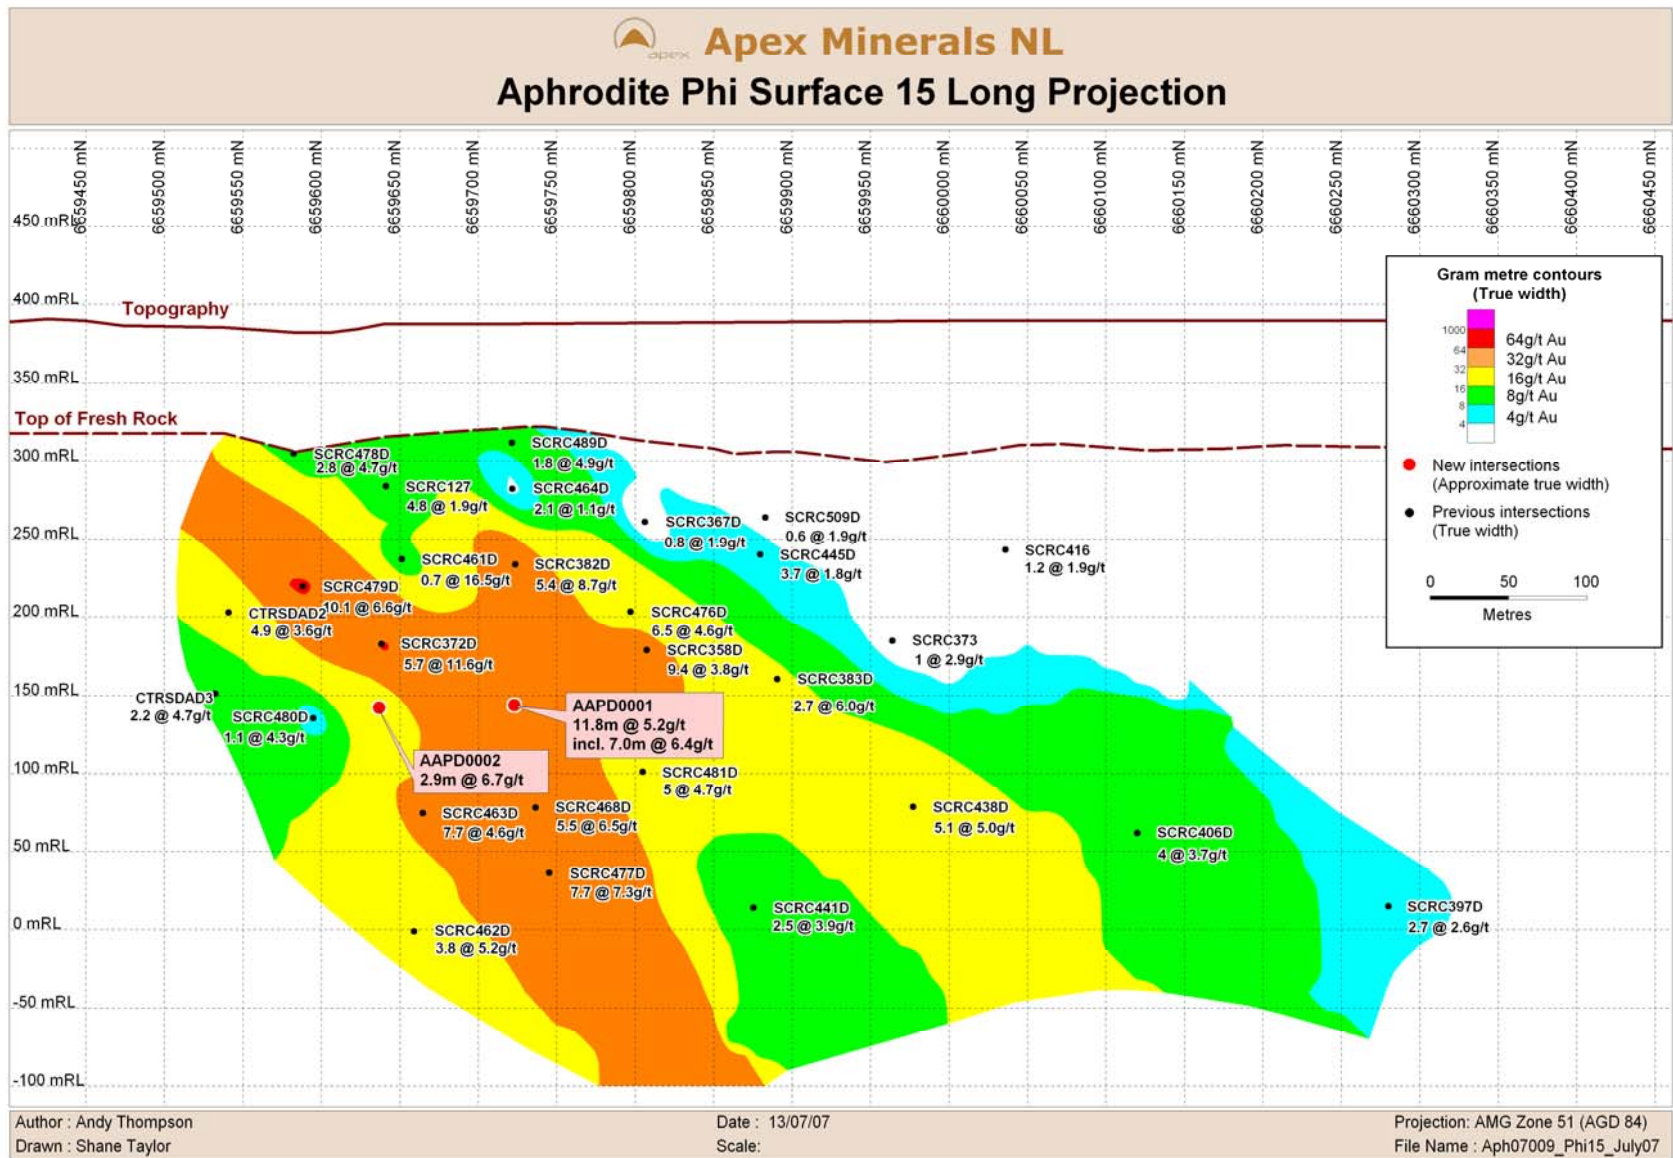 apex
Apex Minerals NL
Aphrodite Phi Surface 15 Long Projection
6659450 mN
6659500 mN
6659550 mN
6659600 mN
6659650 mN
6659700 mN
6659750 mN
6659800 mN
6659850 mN
6659900 mN
6659950 mN
6660000 mN
6660050 mN
6660100 mN
6660150 mN
6660200 mN
6660250 mN
6660300 mN
6660350 mN
6660400 mN
6660450 mN
450 mRL
400 mRL
350 mRL
300 mRL
250 mRL
200 mRL
150 mRL
100 mRL
50 mRL
0 mRL
-50 mRL
-100 mRL
Topography
Top of Fresh Rock
SCRC478D
2.8 @ 4.7g/t
SCRC489D
1.8 @ 4.9g/t
SCRC127
4.8 @ 1.9g/t
SCRC464D
2.1 @ 1.1g/t
SCRC367D
0.8 @ 1.9g/t
SCRC509D
0.6 @ 1.9g/t
SCRC445D
3.7 @ 1.8g/t
SCRC416
1.2 @ 1.9g/t
SCRC461D
0.7 @ 16.5g/t
SCRC382D
5.4 @ 8.7g/t
SCRC479D
10.1 @ 6.6g/t
CTRSDAD2
4.9 @ 3.6g/t
SCRC476D
6.5 @ 4.6g/t
SCRC372D
5.7 @ 11.6g/t
SCRC358D
9.4 @ 3.8g/t
SCRC373
1 @ 2.9g/t
SCRC383D
2.7 @ 6.0g/t
CTRSDAD3
2.2 @ 4.7g/t
SCRC480D
1.1 @ 4.3g/t
AAPD0001
11.8m @ 5.2g/t
incl. 7.0m @ 6.4g/t
AAPD0002
2.9m @ 6.7g/t
SCRC481D
5 @ 4.7g/t
SCRC463D
7.7 @ 4.6g/t
SCRC468D
5.5 @ 6.5g/t
SCRC438D
5.1 @ 5.0g/t
SCRC406D
4 @ 3.7g/t
SCRC477D
7.7 @ 7.3g/t
SCRC441D
2.5 @ 3.9g/t
SCRC397D
2.7 @ 2.6g/t
SCRC462D
3.8 @ 5.2g/t
Gram metre contours
(True width)
1000
64
32
16
8
4
64g/t Au
32g/t Au
16g/t Au
8g/t Au
4g/t Au
New intersections
(Approximate true width)
Previous intersections
(True width)
0 50 100
Metres
Author : Andy Thompson
Drawn : Shane Taylor
Date : 13/07/07
Scale:
Projection: AMG Zone 51 (AGD 84)
File Name : Aph07009_Phi15_July07